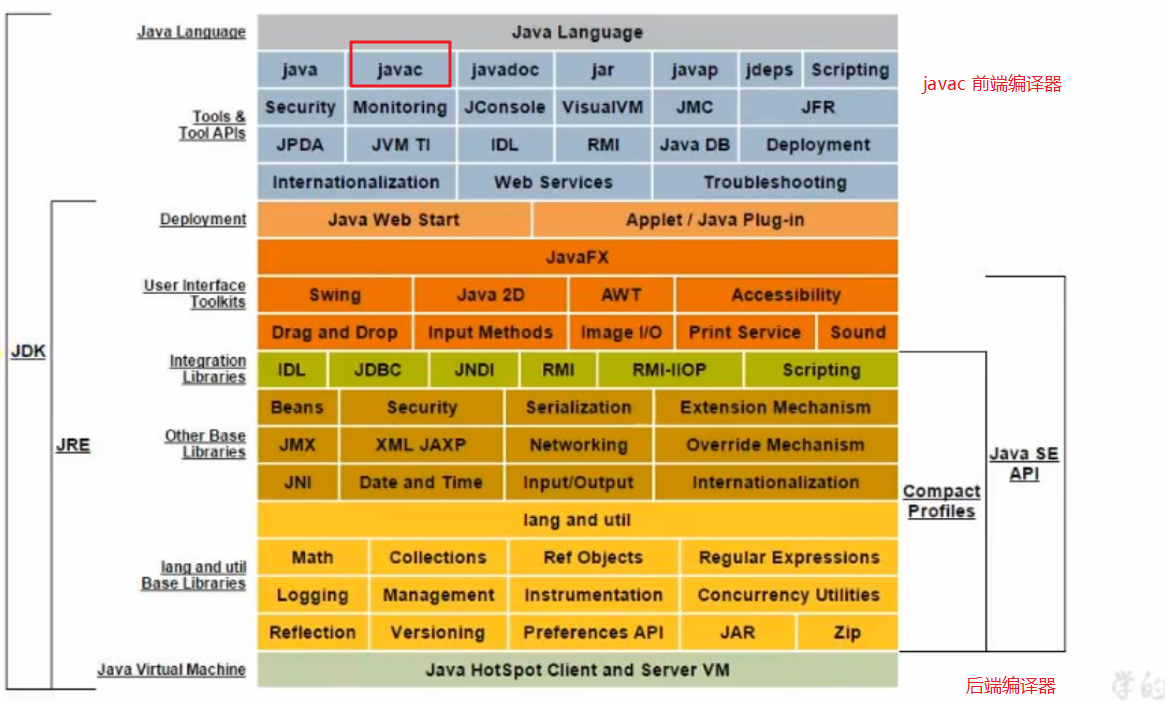 Java Language Java Language
java javac javadoc jar javap jdeps Scripting
javac 前端编译器
Tools &
Tool APIs
Security Monitoring JConsole VisualVM JMC JFR
JPDA JVM TI IDL RMI Java DB Deployment
Internationalization Web Services Troubleshooting
Deployment Java Web Start Applet / Java Plug-in
JavaFX
User Interface
Toolkits
Swing Java 2D AWT Accessibility
Drag and Drop Input Methods Image I/O Print Service Sound
JDK
Integration
Libraries
IDL JDBC JNDI RMI RMI-IIOP Scripting
JRE
Other Base
Libraries
Beans Security Serialization Extension Mechanism
JMX XML JAXP Networking Override Mechanism
JNI Date and Time Input/Output Internationalization
Java SE
API
Compact
Profiles
lang and util
lang and util
Base Libraries
Math Collections Ref Objects Regular Expressions
Logging Management Instrumentation Concurrency Utilities
Reflection Versioning Preferences API JAR Zip
Java Virtual Machine Java HotSpot Client and Server VM
后端编译器
学的